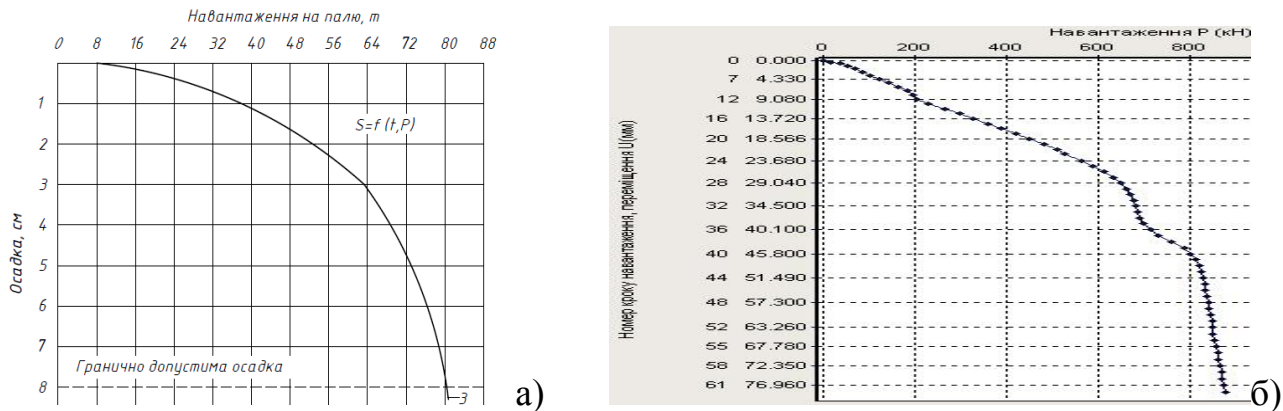 Навантаження на палю, т
0 8 16 24 32 40 48 56 64 72 80 88
1
S=f (t,P)
2
3
4
5
6
7
Гранично допустима осадка
8
3
Осадка, см
а)
Навантаження P (кН)
0 200 400 600 800
0 0.000
7 4.330
12 9.080
16 13.720
20 18.566
24 23.680
28 29.040
32 34.500
36 40.100
40 45.800
44 51.490
48 57.300
52 63.260
55 67.780
58 72.350
61 76.960
Номер кроку навантаження, переміщення U(мм)
б)